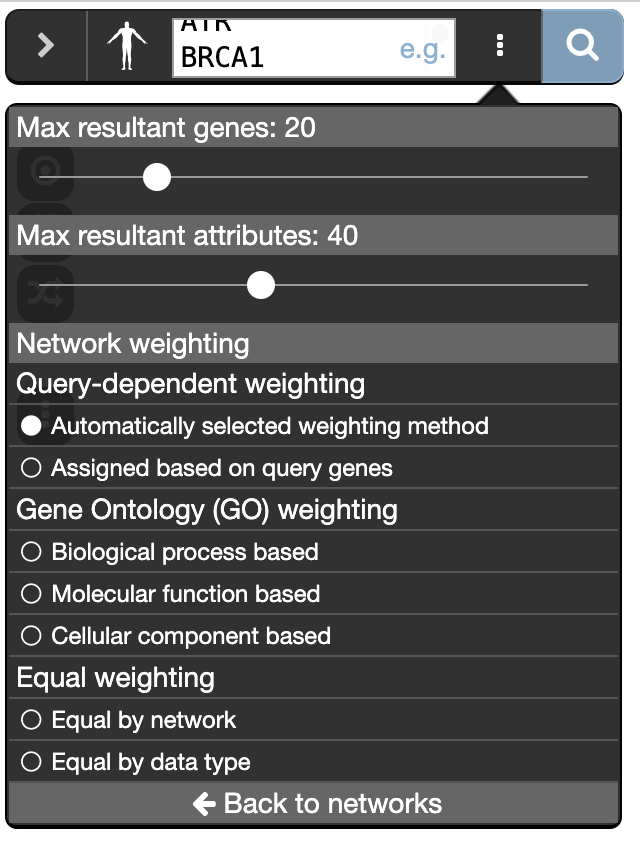 ATR
BRCA1
e.g.
Max resultant genes: 20
Max resultant attributes: 40
Network weighting
Query-dependent weighting
Automatically selected weighting method
Assigned based on query genes
Gene Ontology (GO) weighting
Biological process based
Molecular function based
Cellular component based
Equal weighting
Equal by network
Equal by data type
Back to networks